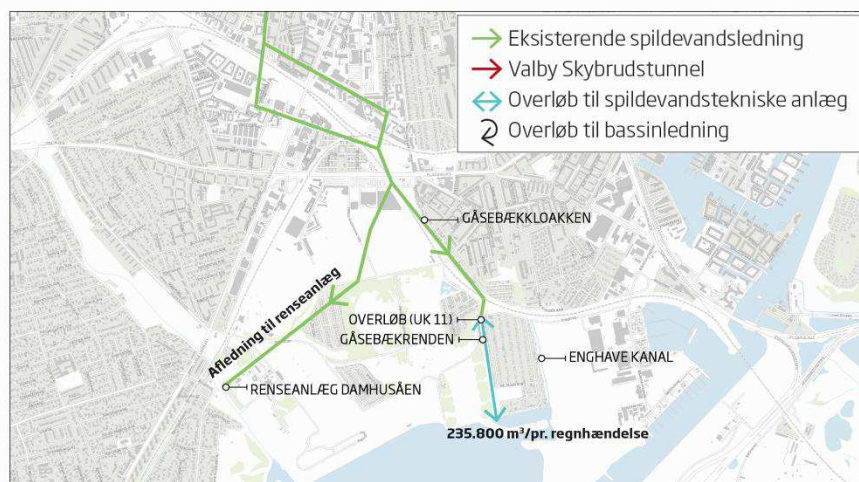 Eksisterende spildevandsledning
Valby Skybrudstunnel
Overløb til spildevandstekniske anlæg
Overløb til bassinledning
GÅSEBÆKKLOAKKEN
Afledning til renseanlæg
OVERLØB (UK 11)
GÅSEBÆKRENDEN
ENGHAVE KANAL
RENSEANLÆG DAMHUSÅEN
235.800 m³/pr. regnhændelse